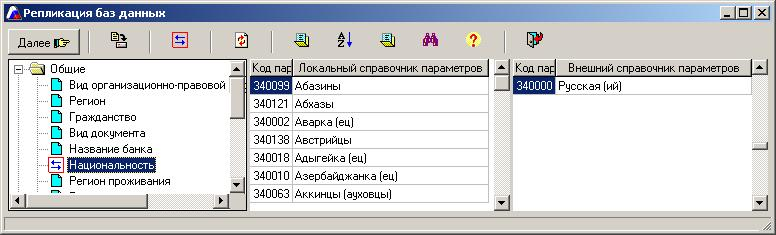 Репликация баз данных
Далее
Общие
Вид организационно-правовой
Регион
Гражданство
Вид документа
Название банка
Национальность
Регион проживания
Код пар Локальный справочник параметров
340099 Абазины
340121 Абхазы
340002 Аварка (ец)
340138 Австрийцы
340018 Адыгейка (ец)
340010 Азербайджанка (ец)
340063 Аккинцы (ауховцы)
Код пар Внешний справочник параметров
340000 Русская (ий)